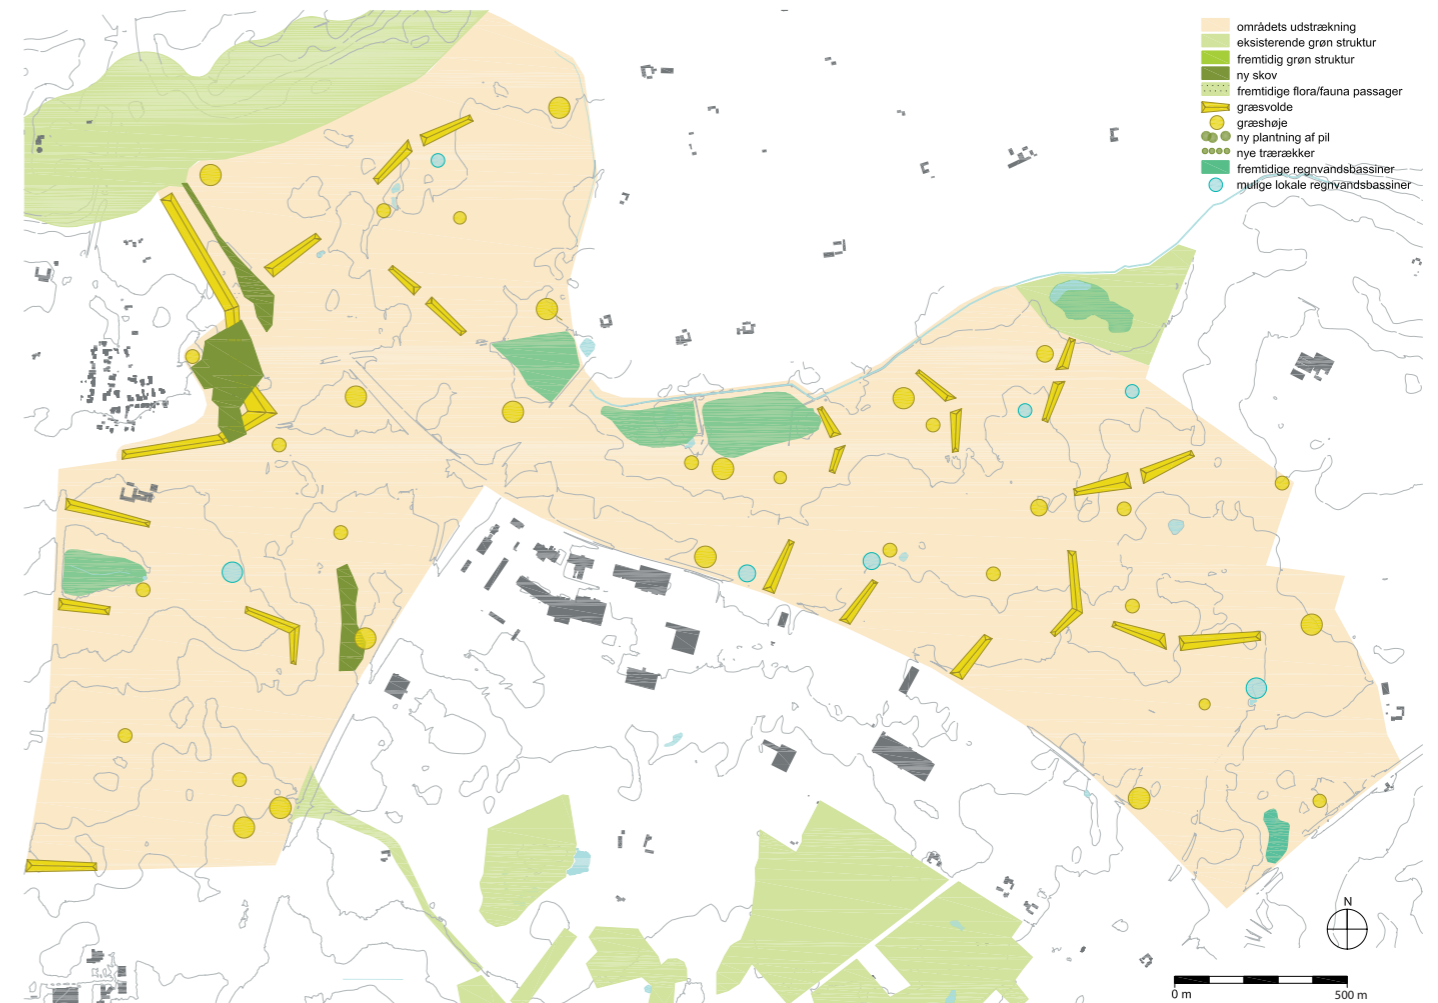 områdets udstrækning
eksisterende grøn struktur
fremtidig grøn struktur
ny skov
fremtidige flora/fauna passager
græsvolde
græshøje
ny plantning af pil
nye trærækker
fremtidige regnvandsbassiner
mulige lokale regnvandsbassiner
N
0 m 500 m